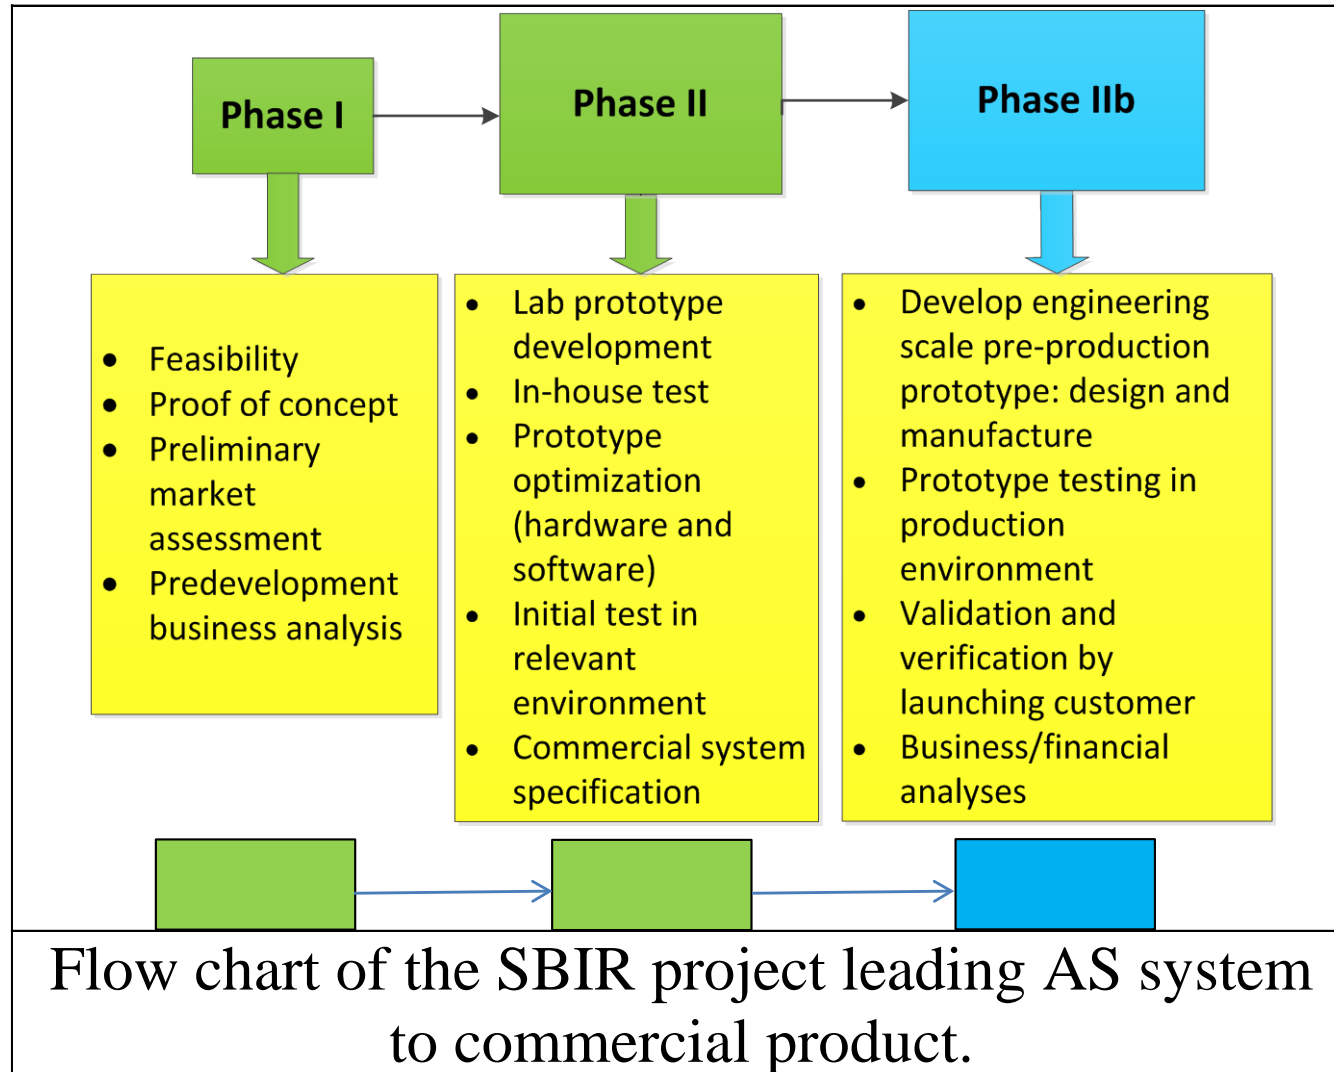 Phase I
Phase II
Phase IIb
• Feasibility
• Proof of concept
• Preliminary
market
assessment
• Predevelopment
business analysis
• Lab prototype
development
• In-house test
• Prototype
optimization
(hardware and
software)
• Initial test in
relevant
environment
• Commercial system
specification
• Develop engineering
scale pre-production
prototype: design and
manufacture
• Prototype testing in
production
environment
• Validation and
verification by
launching customer
• Business/financial
analyses
Flow chart of the SBIR project leading AS system
to commercial product.